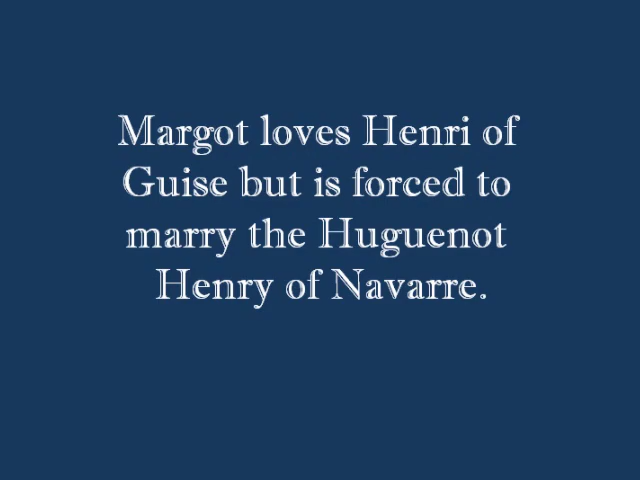 Margot loves Henri of
Guise but is forced to
marry the Huguenot
Henry of Navarre.